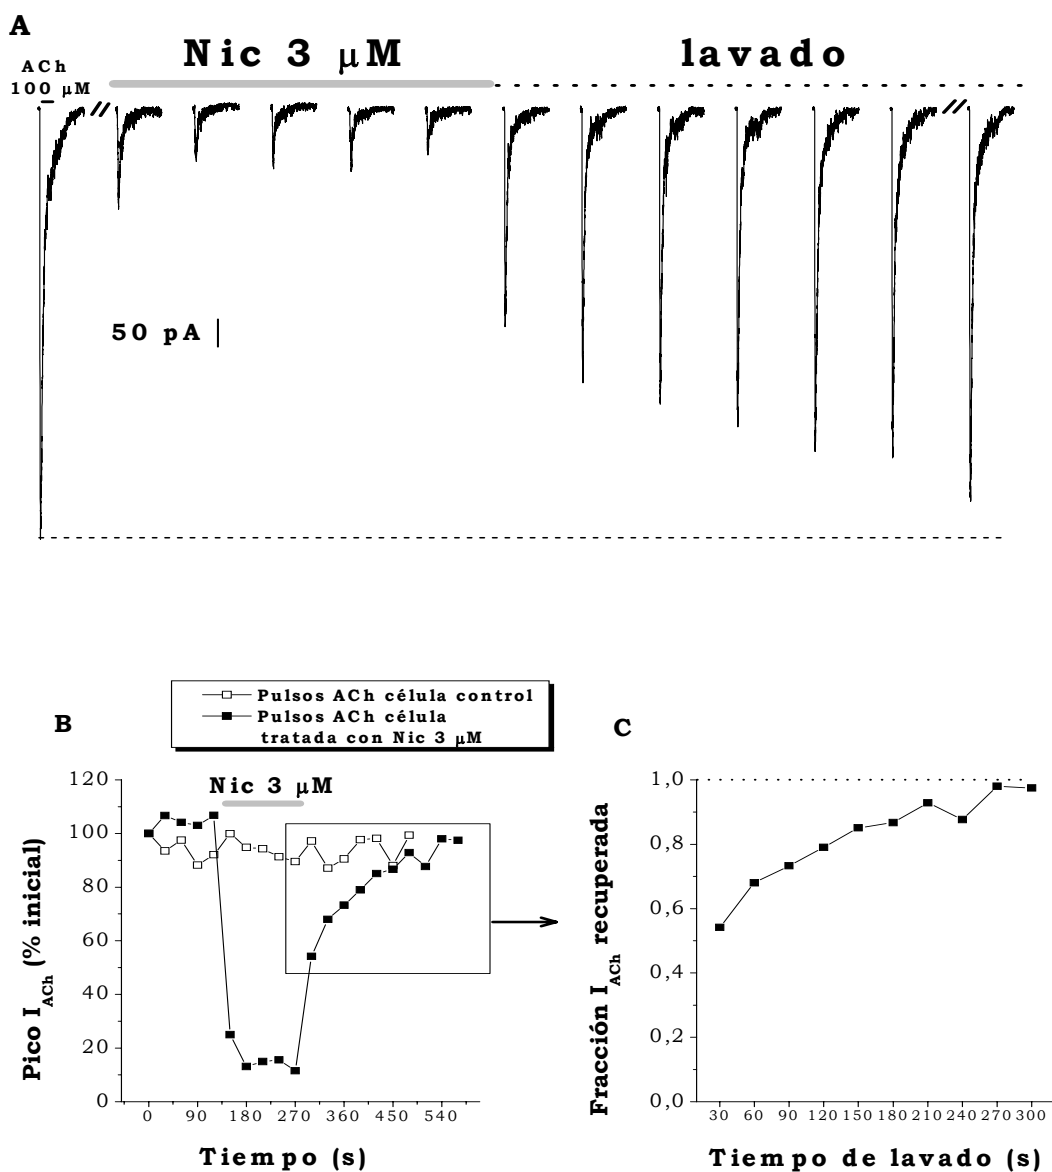 A
Nic 3 μM
lavado
ACh
100 μM
50 pA
Pulsos ACh célula control
Pulsos ACh célula
tratada con Nic 3 μM
B
C
Nic 3 μM
Pico I_ACh (% inicial)
120
100
80
60
40
20
0
0 90 180 270 360 450 540
Tiempo (s)
Fracción I_ACh recuperada
1,0
0,8
0,6
0,4
0,2
0,0
30 60 90 120 150 180 210 240 270 300
Tiempo de lavado (s)